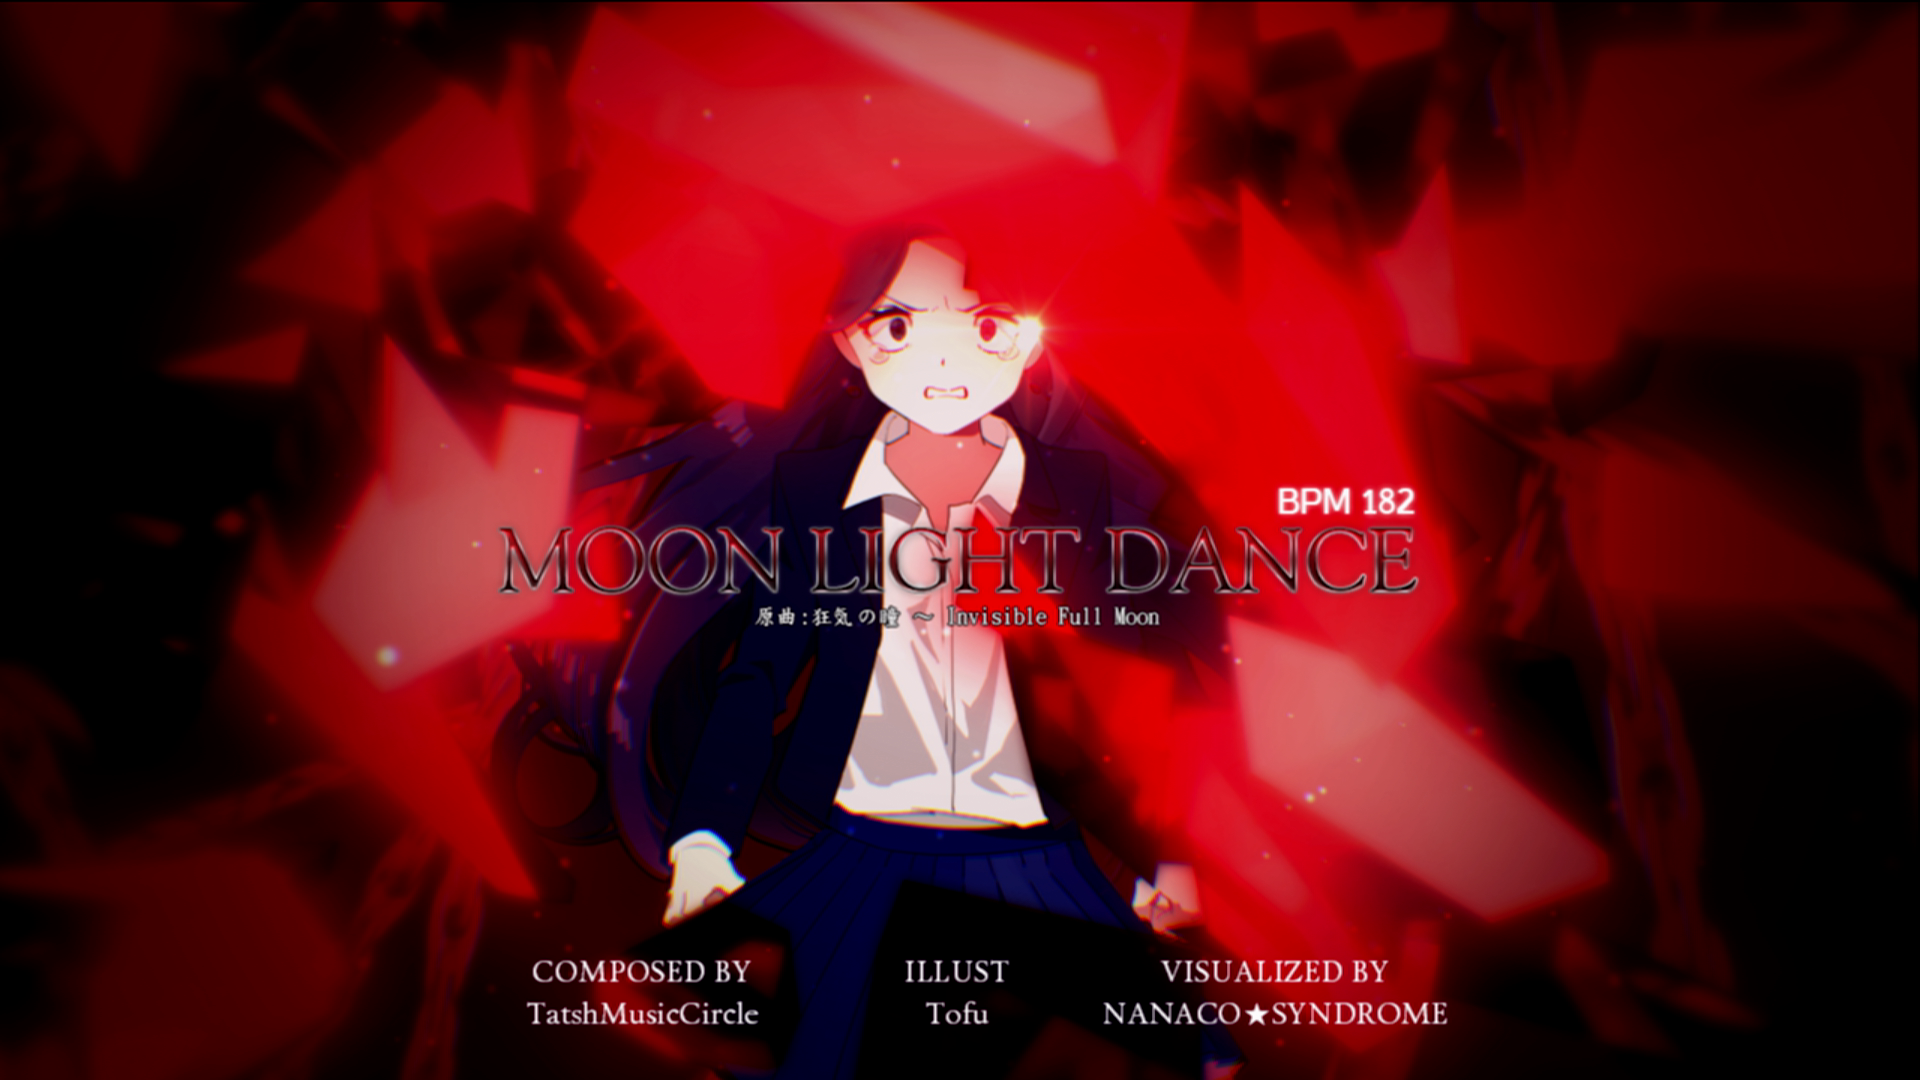 BPM 182
MOON LIGHT DANCE
原曲:狂気の瞳 ～ Invisible Full Moon
COMPOSED BY
TatshMusicCircle
ILLUST
Tofu
VISUALIZED BY
NANACO★SYNDROME